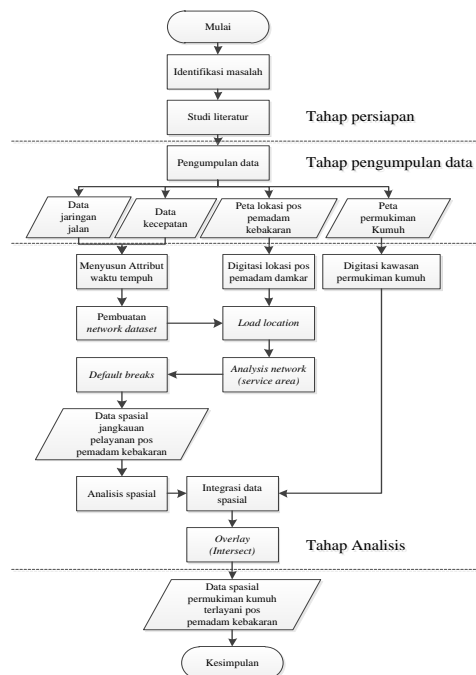 Mulai
Identifikasi masalah
Studi literatur
Tahap persiapan
Pengumpulan data
Tahap pengumpulan data
Data
jaringan
jalan
Data
kecepatan
Peta lokasi pos
pemadam
kebakaran
Peta
permukiman
Kumuh
Menyusun Attribut
waktu tempuh
Digitasi lokasi pos
pemadam damkar
Digitasi kawasan
permukiman kumuh
Pembuatan
network dataset
Load location
Default breaks
Analysis network
(service area)
Data spasial
jangkauan
pelayanan pos
pemadam kebakaran
Analisis spasial
Integrasi data
spasial
Overlay
(Intersect)
Tahap Analisis
Data spasial
permukiman kumuh
terlayani pos
pemadam kebakaran
Kesimpulan